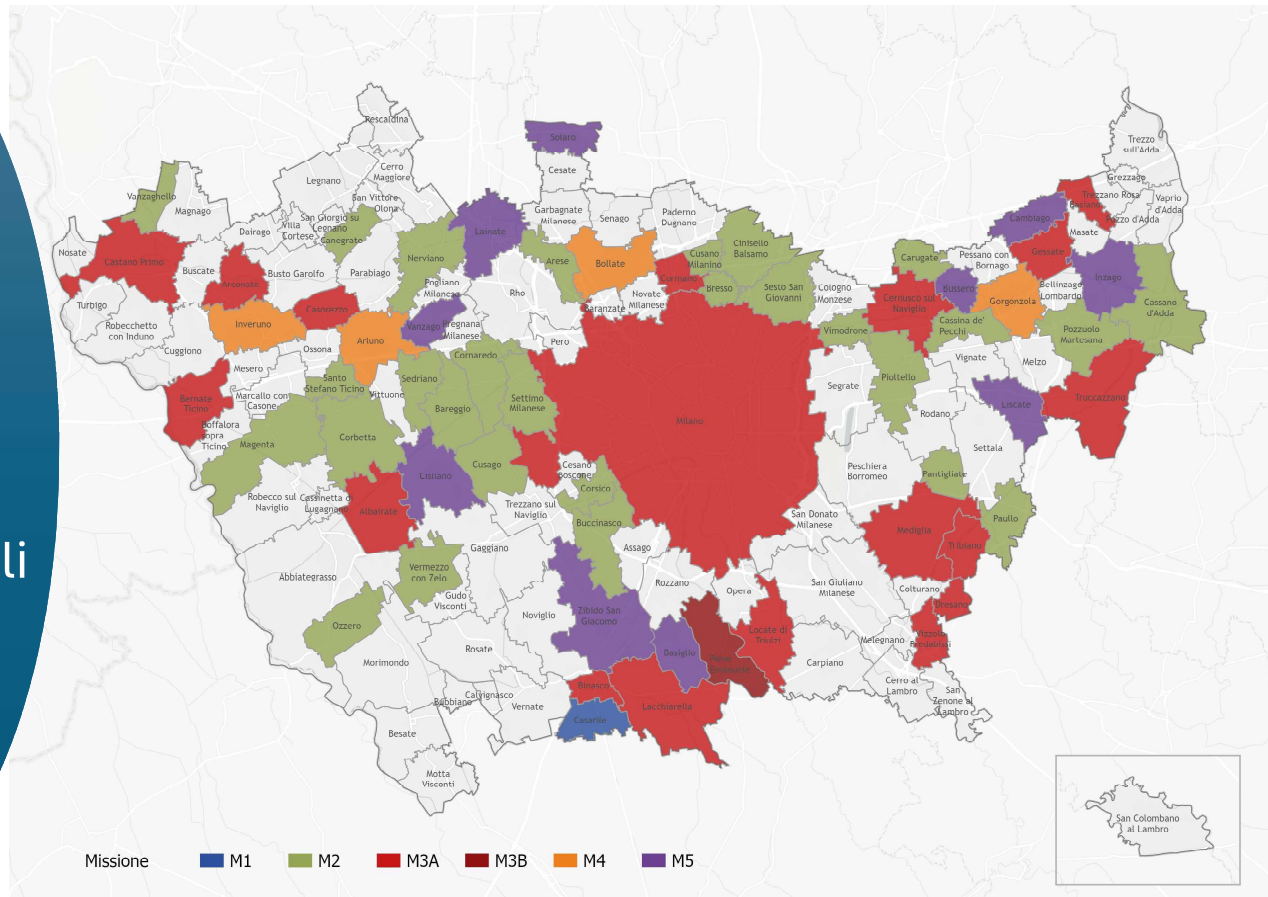 Rescaldina
Solaro
Trezzo
sull'Adda
Cesate
Cerro
Maggiore
Legnano
Grezzago
San Vittore
Olona
Vanzaghello
Magnago
Trezzano Rosa
Vaprio
d'Adda
Garbagnate
Milanese
Senago
Paderno
Dugnano
Cambiago
Pozzo d'Adda
San Giorgio su
Legnano
Villa
Cortese
Dairago
Canegrate
Lainate
Masate
Nosate
Cinisello
Balsamo
Gessate
Castano Primo
Nerviano
Arese
Bollate
Cusano
Milanino
Carugate
Pessano con
Bornago
Buscate
Busto Garolfo
Parabiago
Cormano
Inzago
Arconate
Pogliano
Milanese
Rho
Novate
Milanese
Bresso
Sesto San
Giovanni
Cologno
Monzese
Bussero
Bellinzago
Lombardo
Turbigo
Casorezzo
Baranzate
Cernusco sul
Naviglio
Gorgonzola
Cassano
d'Adda
Robecchetto
con Induno
Inveruno
Vanzago
Pregnana
Milanese
Vimodrone
Cassina de'
Pecchi
Pozzuolo
Martesana
Arluno
Pero
Cuggiono
Ossona
Cornaredo
Vignate
Melzo
Mesero
Santo
Stefano Ticino
Sedriano
Pioltello
Segrate
Marcallo con
Casone
Vittuone
Bernate
Ticino
Bareggio
Settimo
Milanese
Liscate
Truccazzano
Rodano
Milano
Boffalora
sopra
Ticino
Magenta
Corbetta
Settala
Cusago
Cesano
Boscone
Peschiera
Borromeo
Pantigliate
Lisiano
Corsico
Robecco sul
Naviglio
Cassinetta di
Lugagnano
Albairate
Trezzano sul
Naviglio
Buccinasco
San Donato
Milanese
Paullo
Mediglia
Tribiano
Assago
Gaggiano
Abbiategrasso
Vermezzo
con Zelo
Rozzano
Opera
San Giuliano
Milanese
Colturano
Gudo
Visconti
Noviglio
Zibido San
Giacomo
Dresano
Ozzero
Locate di
Triulzi
Vizzolo
Predabissi
Melegnano
Rosate
Basiglio
Morimondo
Carpiano
Binasco
Cerro al
Lambro
Bubbiano
Calvignasco
Vernate
Lacchiarella
San
Zenone al
Lambro
Casarile
Besate
Motta
Visconti
li
San Colombano
al Lambro
Missione
M1
M2
M3A
M3B
M4
M5